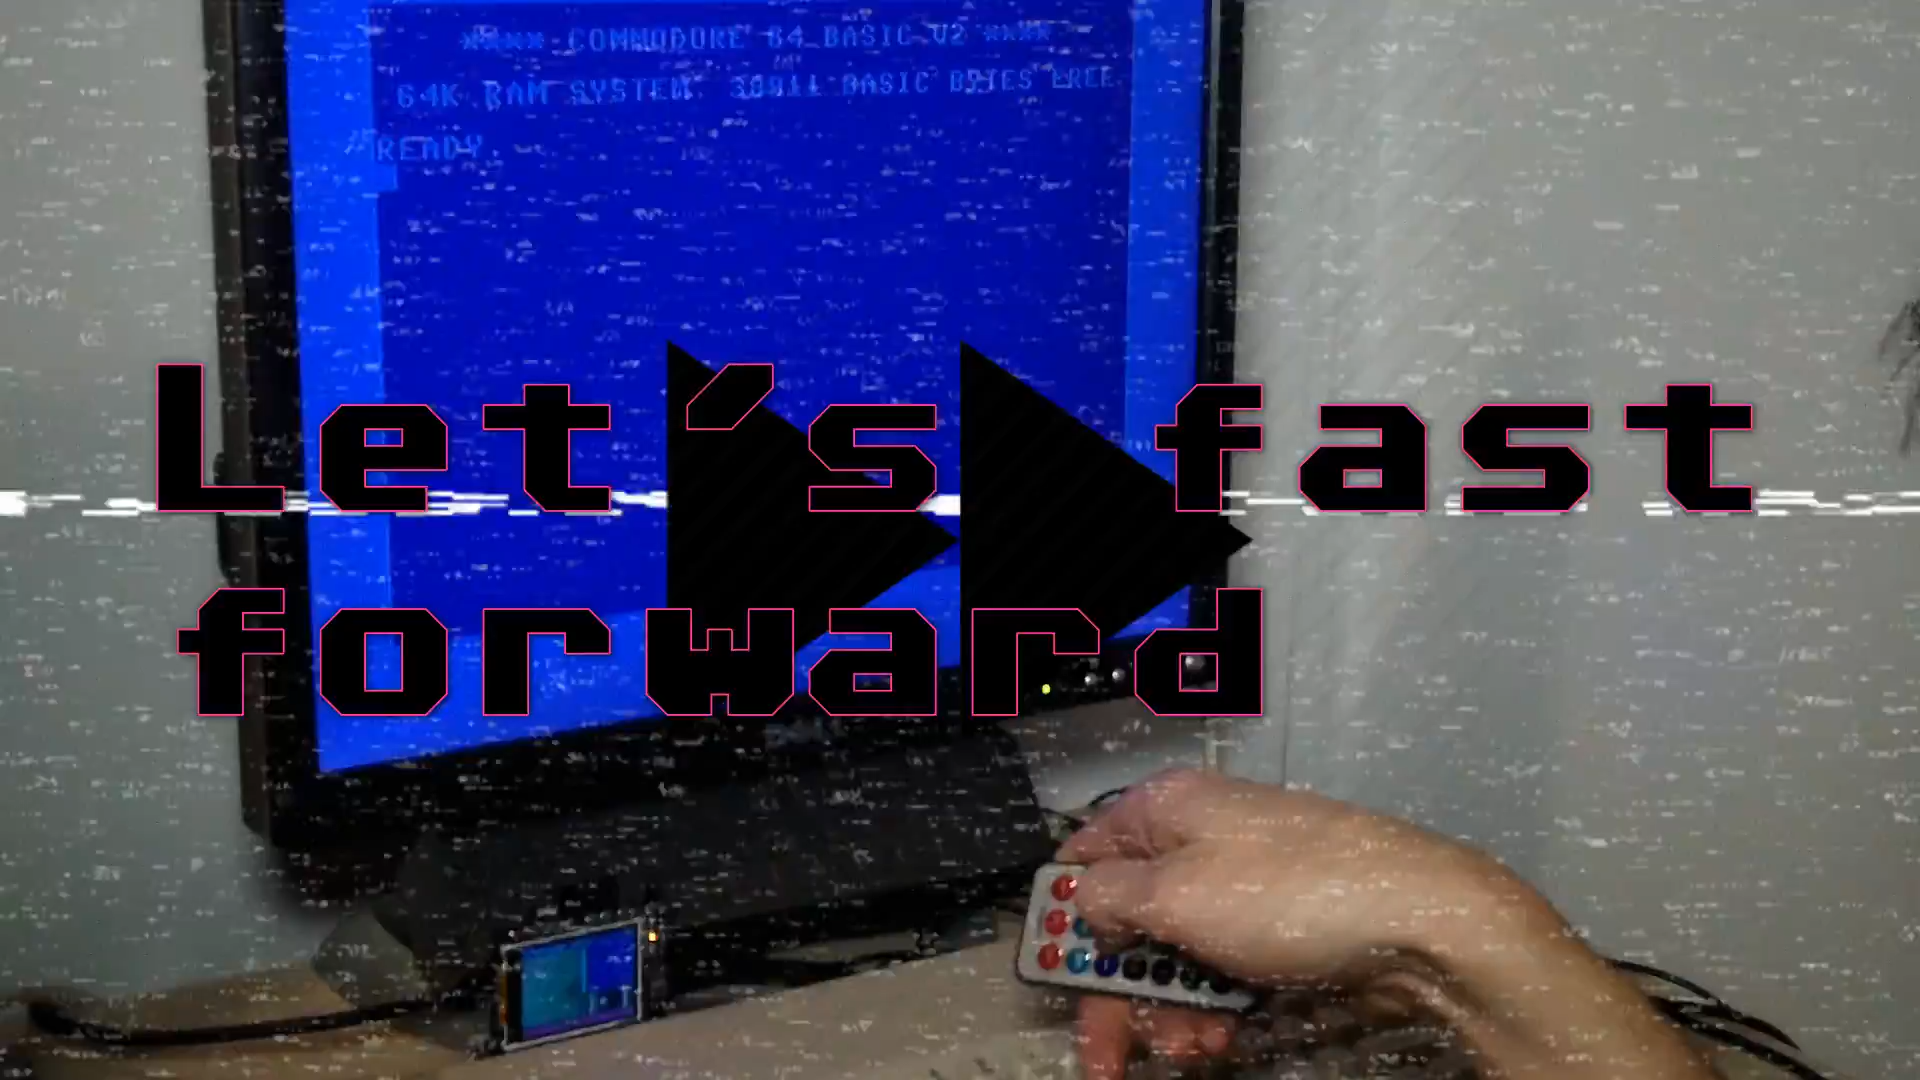 **** COMMODORE 64 BASIC V2 ****
64K RAM SYSTEM 38911 BASIC BYTES FREE
READY.
Let's fast
forward